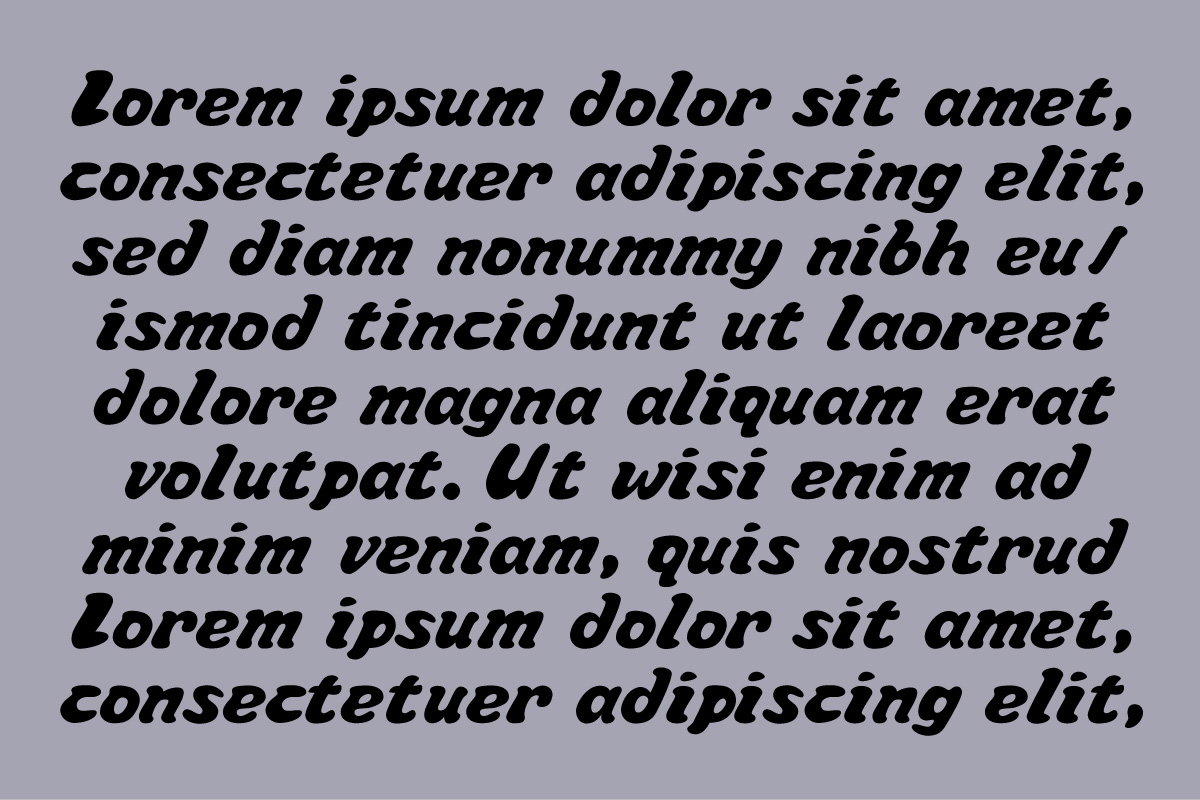 Lorem ipsum dolor sit amet,
consectetuer adipiscing elit,
sed diam nonummy nibh eu/
ismod tincidunt ut laoreet
dolore magna aliquam erat
volutpat. Ut wisi enim ad
minim veniam, quis nostrud
Lorem ipsum dolor sit amet,
consectetuer adipiscing elit,